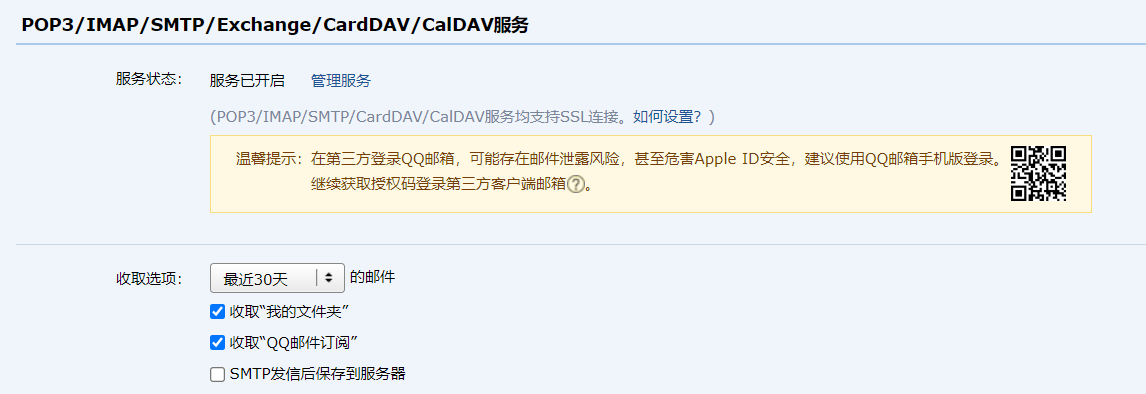 POP3/IMAP/SMTP/Exchange/CardDAV/CalDAV服务
服务状态： 服务已开启 管理服务
(POP3/IMAP/SMTP/CardDAV/CalDAV服务均支持SSL连接。如何设置？)
温馨提示：在第三方登录QQ邮箱，可能存在邮件泄露风险，甚至危害Apple ID安全，建议使用QQ邮箱手机版登录。
继续获取授权码登录第三方客户端邮箱?。
收取选项： 最近30天 的邮件
收取“我的文件夹”
收取“QQ邮件订阅”
SMTP发信后保存到服务器